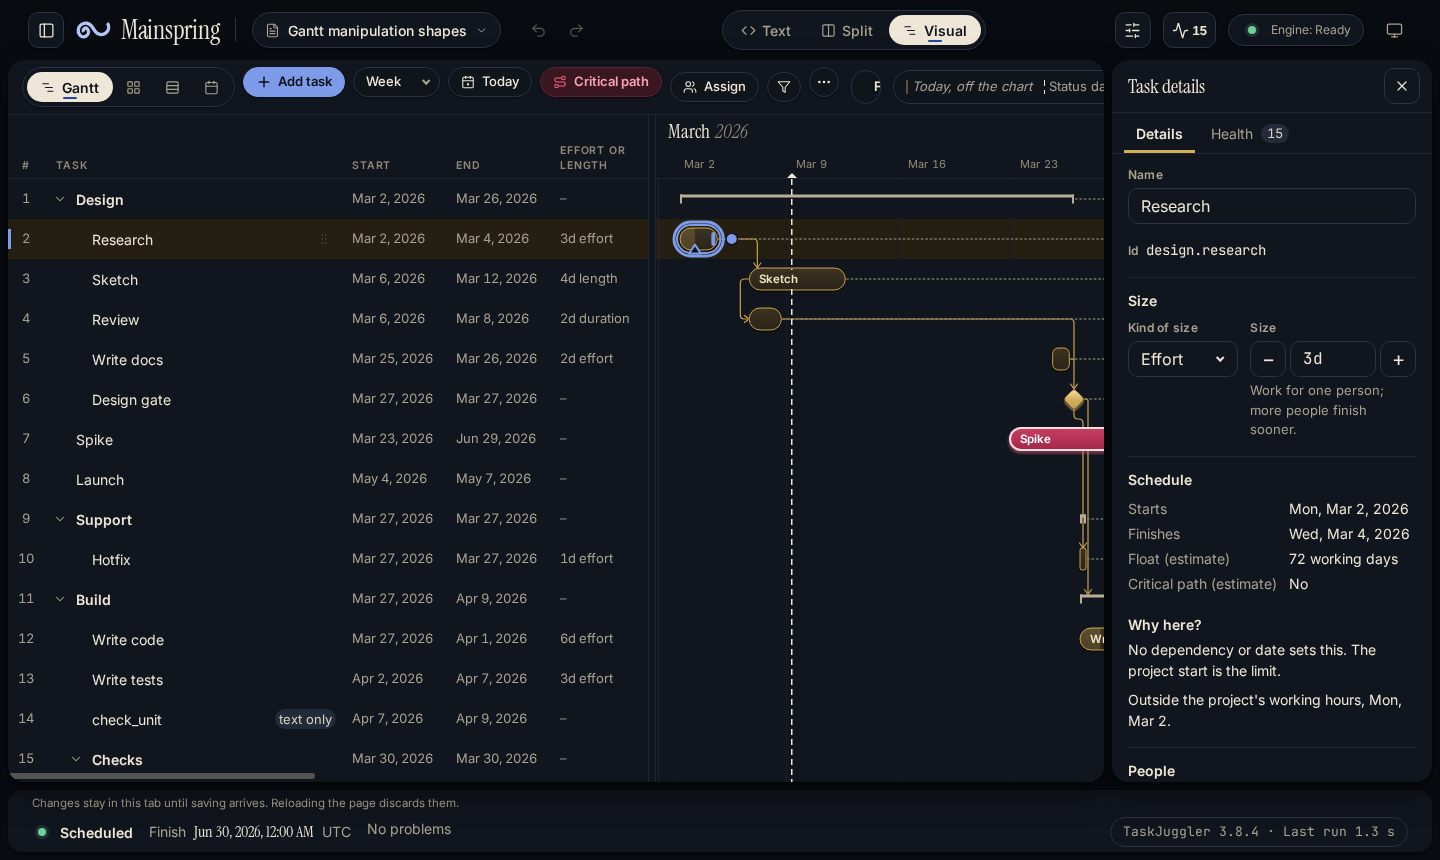 Mainspring
Gantt manipulation shapes
Text
Split
Visual
15
Engine: Ready
Gantt
Add task
Week
Today
Critical path
Assign
Today, off the chart
Status da
Task details
Details
Health 15
March 2026
# TASK START END EFFORT OR LENGTH
Mar 2 Mar 9 Mar 16 Mar 23
1 Design Mar 2, 2026 Mar 26, 2026 –
2 Research Mar 2, 2026 Mar 4, 2026 3d effort
3 Sketch Mar 6, 2026 Mar 12, 2026 4d length
Sketch
4 Review Mar 6, 2026 Mar 8, 2026 2d duration
5 Write docs Mar 25, 2026 Mar 26, 2026 2d effort
6 Design gate Mar 27, 2026 Mar 27, 2026 –
7 Spike Mar 23, 2026 Jun 29, 2026 –
Spike
8 Launch May 4, 2026 May 7, 2026 –
9 Support Mar 27, 2026 Mar 27, 2026 –
10 Hotfix Mar 27, 2026 Mar 27, 2026 1d effort
11 Build Mar 27, 2026 Apr 9, 2026 –
12 Write code Mar 27, 2026 Apr 1, 2026 6d effort
13 Write tests Apr 2, 2026 Apr 7, 2026 3d effort
14 check_unit text only Apr 7, 2026 Apr 9, 2026 –
15 Checks Mar 30, 2026 Mar 30, 2026 –
Name
Research
Id design.research
Size
Kind of size Size
Effort − 3d +
Work for one person;
more people finish
sooner.
Schedule
Starts Mon, Mar 2, 2026
Finishes Wed, Mar 4, 2026
Float (estimate) 72 working days
Critical path (estimate) No
Why here?
No dependency or date sets this. The
project start is the limit.
Outside the project's working hours, Mon,
Mar 2.
People
Changes stay in this tab until saving arrives. Reloading the page discards them.
Scheduled Finish Jun 30, 2026, 12:00 AM UTC No problems
TaskJuggler 3.8.4 · Last run 1.3 s